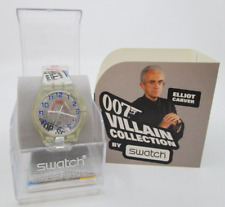 ELLIOT
CARVER
007
VILLAIN
COLLECTION
BY swatch
swatch